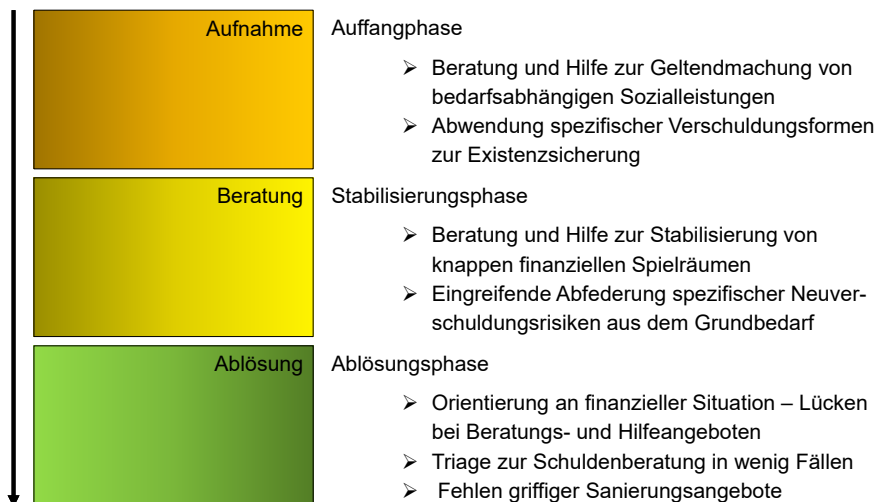 Aufnahme
Auffangphase
➢ Beratung und Hilfe zur Geltendmachung von
bedarfsabhängigen Sozialleistungen
➢ Abwendung spezifischer Verschuldungsformen
zur Existenzsicherung
Beratung
Stabilisierungsphase
➢ Beratung und Hilfe zur Stabilisierung von
knappen finanziellen Spielräumen
➢ Eingreifende Abfederung spezifischer Neuver-
schuldungsrisiken aus dem Grundbedarf
Ablösung
Ablösungsphase
➢ Orientierung an finanzieller Situation – Lücken
bei Beratungs- und Hilfeangeboten
➢ Triage zur Schuldenberatung in wenig Fällen
➢ Fehlen griffiger Sanierungsangebote